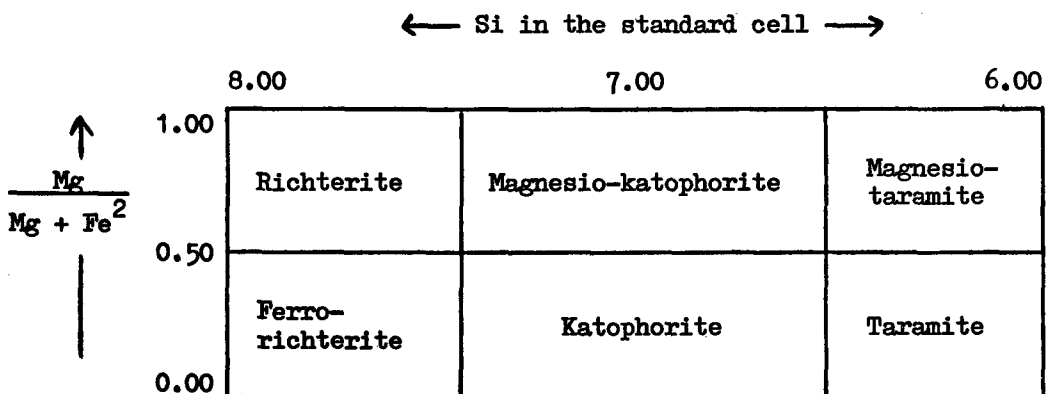 ← Si in the standard cell →
8.00 7.00 6.00
1.00
Mg
Mg + Fe2
0.50
0.00
Richterite
Magnesio-katophorite
Magnesio-
taramite
Ferro-
richterite
Katophorite
Taramite